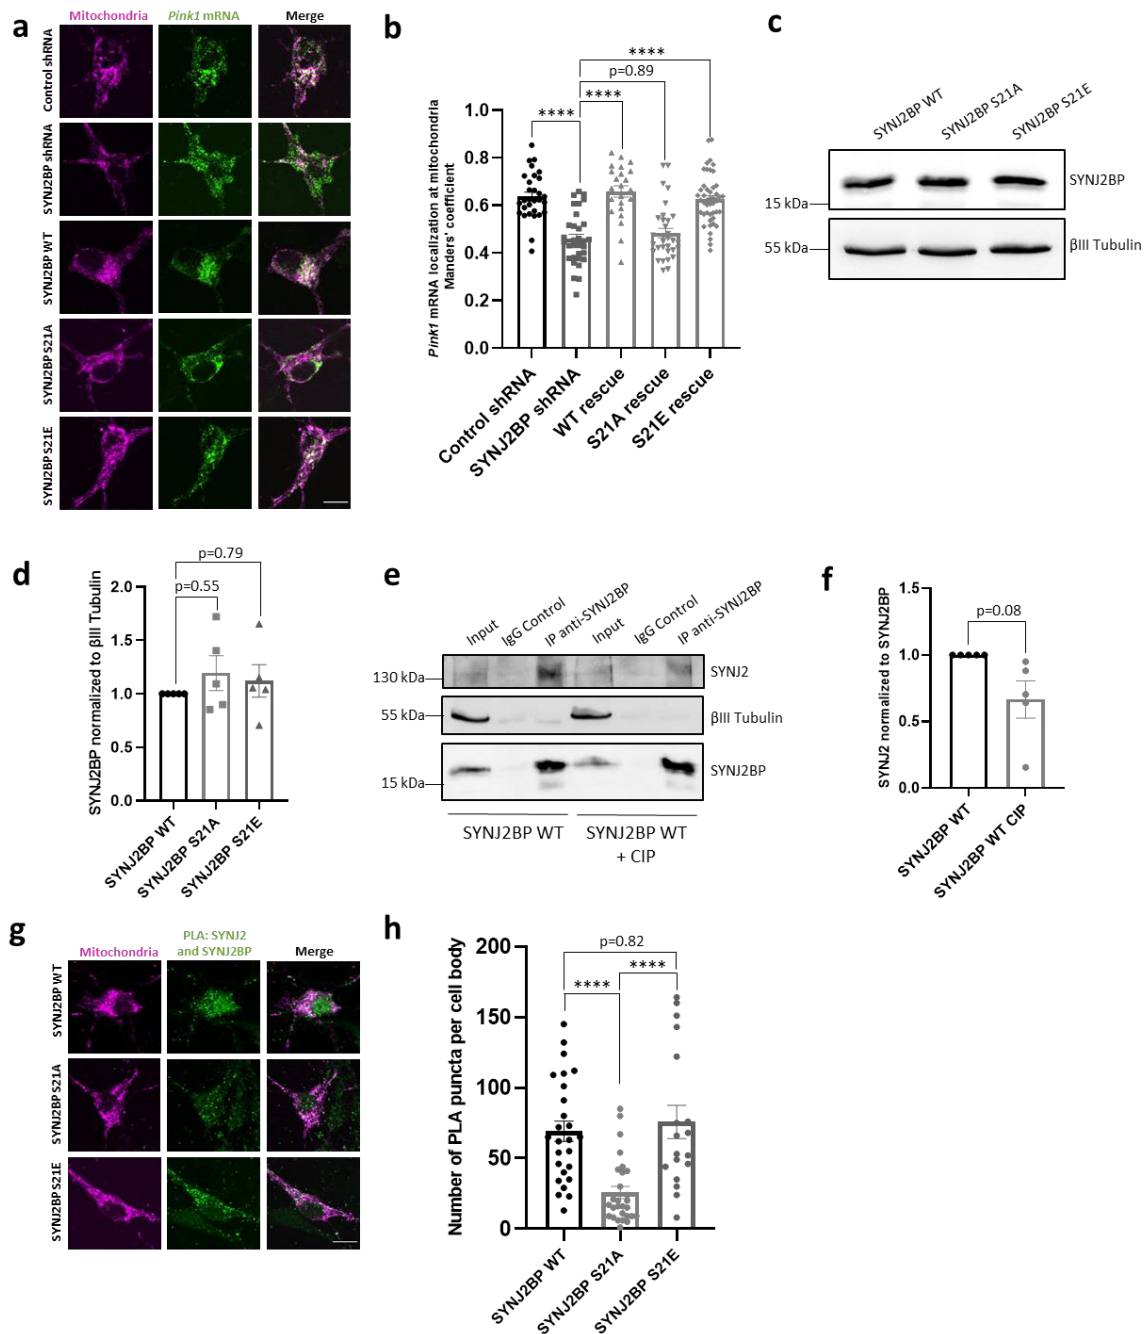 a
Mitochondria
Pink1 mRNA
Merge
Control shRNA
SYNJ2BP shRNA
SYNJ2BP WT
SYNJ2BP S21A
SYNJ2BP S21E
b
****
p=0.89
****
****
Pink1 mRNA localization at mitochondria
Manders' coefficient
1.0
0.8
0.6
0.4
0.2
0.0
Control shRNA
SYNJ2BP shRNA
WT rescue
S21A rescue
S21E rescue
c
SYNJ2BP WT
SYNJ2BP S21A
SYNJ2BP S21E
SYNJ2BP
15 kDa
55 kDa
βIII Tubulin
d
p=0.79
p=0.55
SYNJ2BP normalized to βIII Tubulin
2.0
1.5
1.0
0.5
0.0
SYNJ2BP WT
SYNJ2BP S21A
SYNJ2BP S21E
e
Input
IgG Control
IP anti-SYNJ2BP
Input
IgG Control
IP anti-SYNJ2BP
130 kDa
SYNJ2
55 kDa
βIII Tubulin
SYNJ2BP
15 kDa
SYNJ2BP WT
SYNJ2BP WT
+ CIP
f
p=0.08
SYNJ2 normalized to SYNJ2BP
1.5
1.0
0.5
0.0
SYNJ2BP WT
SYNJ2BP WT CIP
g
Mitochondria
PLA: SYNJ2
and SYNJ2BP
Merge
SYNJ2BP WT
SYNJ2BP S21A
SYNJ2BP S21E
h
p=0.82
****
****
Number of PLA puncta per cell body
200
150
100
50
0
SYNJ2BP WT
SYNJ2BP S21A
SYNJ2BP S21E